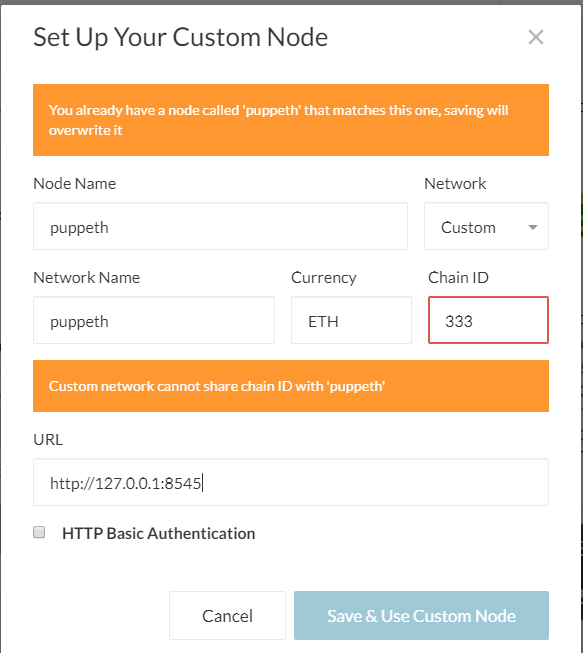 Set Up Your Custom Node
You already have a node called 'puppeth' that matches this one, saving will
overwrite it
Node Name
Network
puppeth
Custom
Network Name
Currency
Chain ID
puppeth
ETH
333
Custom network cannot share chain ID with 'puppeth'
URL
http://127.0.0.1:8545
HTTP Basic Authentication
Cancel
Save & Use Custom Node